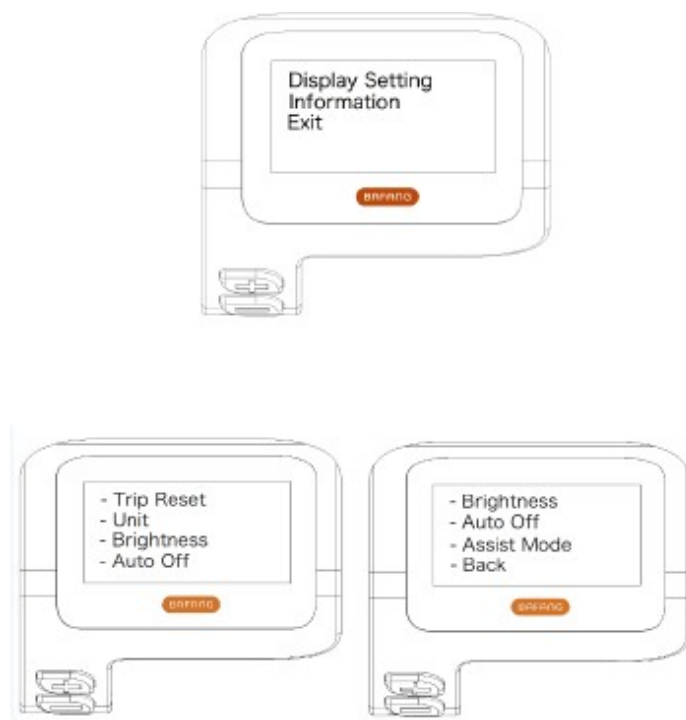 Display Setting
Information
Exit
BAFANG
- Trip Reset
- Unit
- Brightness
- Auto Off
BAFANG
- Brightness
- Auto Off
- Assist Mode
- Back
BAFANG